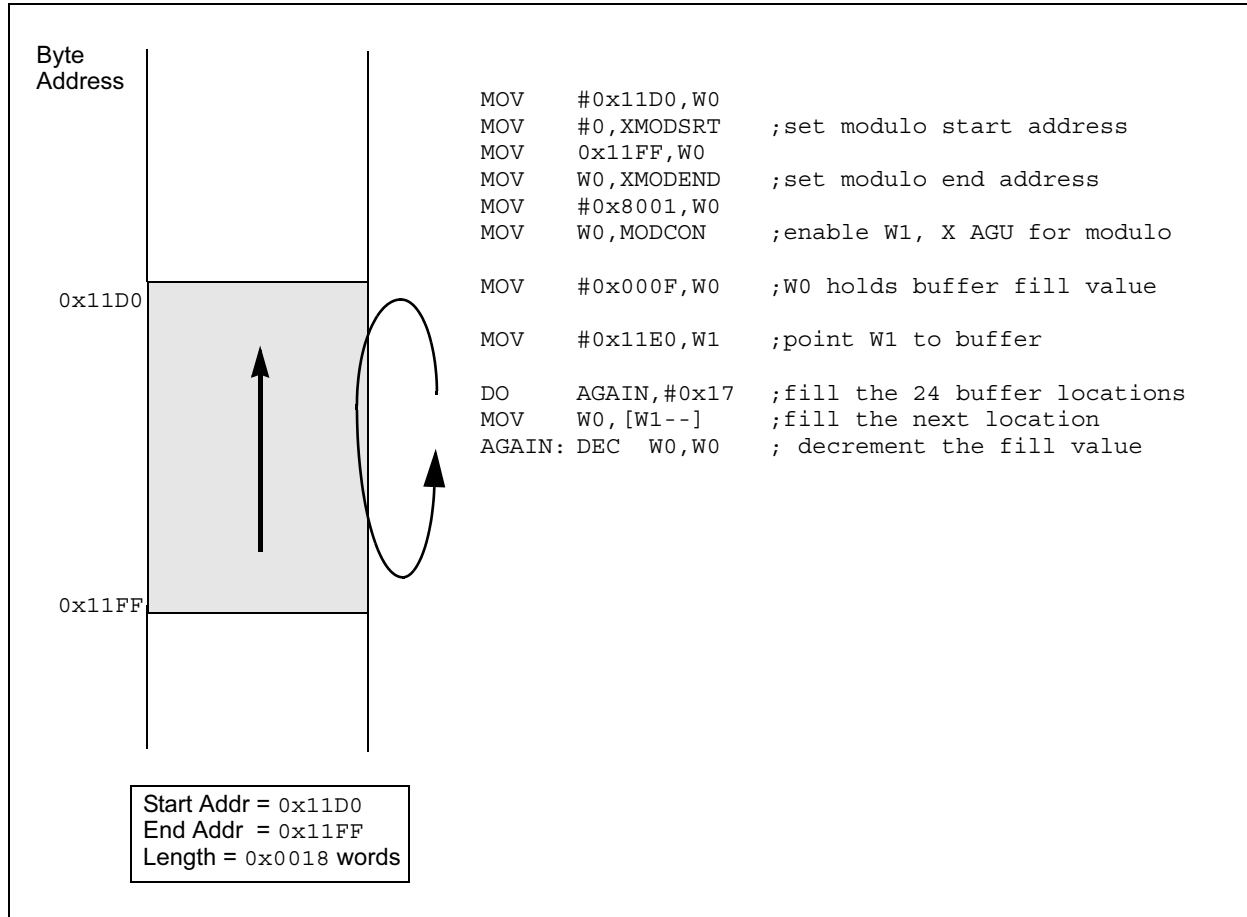 Byte
Address
MOV #0x11D0,W0
MOV #0,XMODSRT ;set modulo start address
MOV 0x11FF,W0
MOV W0,XMODEND ;set modulo end address
MOV #0x8001,W0
MOV W0,MODCON ;enable W1, X AGU for modulo
MOV #0x000F,W0 ;W0 holds buffer fill value
MOV #0x11E0,W1 ;point W1 to buffer
DO AGAIN,#0x17 ;fill the 24 buffer locations
MOV W0,[W1--] ;fill the next location
AGAIN: DEC W0,W0 ; decrement the fill value
0x11D0
0x11FF
Start Addr = 0x11D0
End Addr = 0x11FF
Length = 0x0018 words